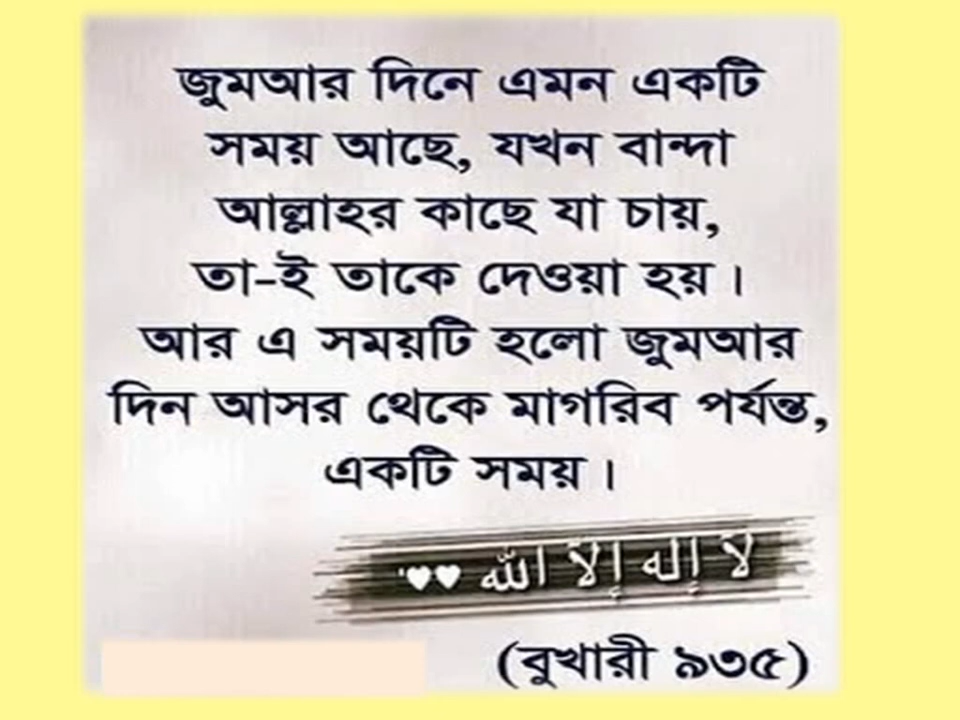 জুমআর দিনে এমন একটি
সময় আছে, যখন বান্দা
আল্লাহর কাছে যা চায়,
তা-ই তাকে দেওয়া হয়।
আর এ সময়টি হলো জুমআর
দিন আসর থেকে মাগরিব পর্যন্ত,
একটি সময়।
لا إله إلا الله ♥♥
(বুখারী ৯৩৫)